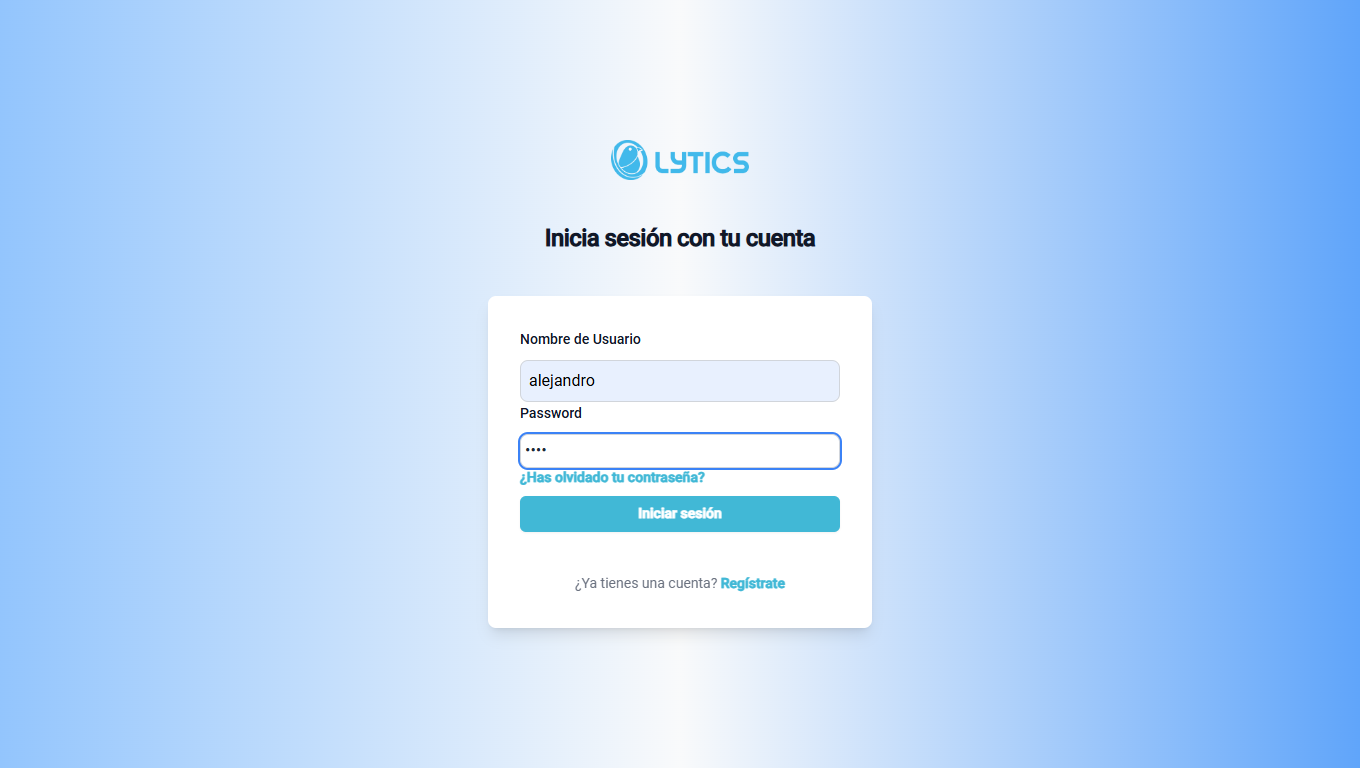 LYTICS
Inicia sesión con tu cuenta
Nombre de Usuario
alejandro
Password
••••
¿Has olvidado tu contraseña?
Iniciar sesión
¿Ya tienes una cuenta? Regístrate